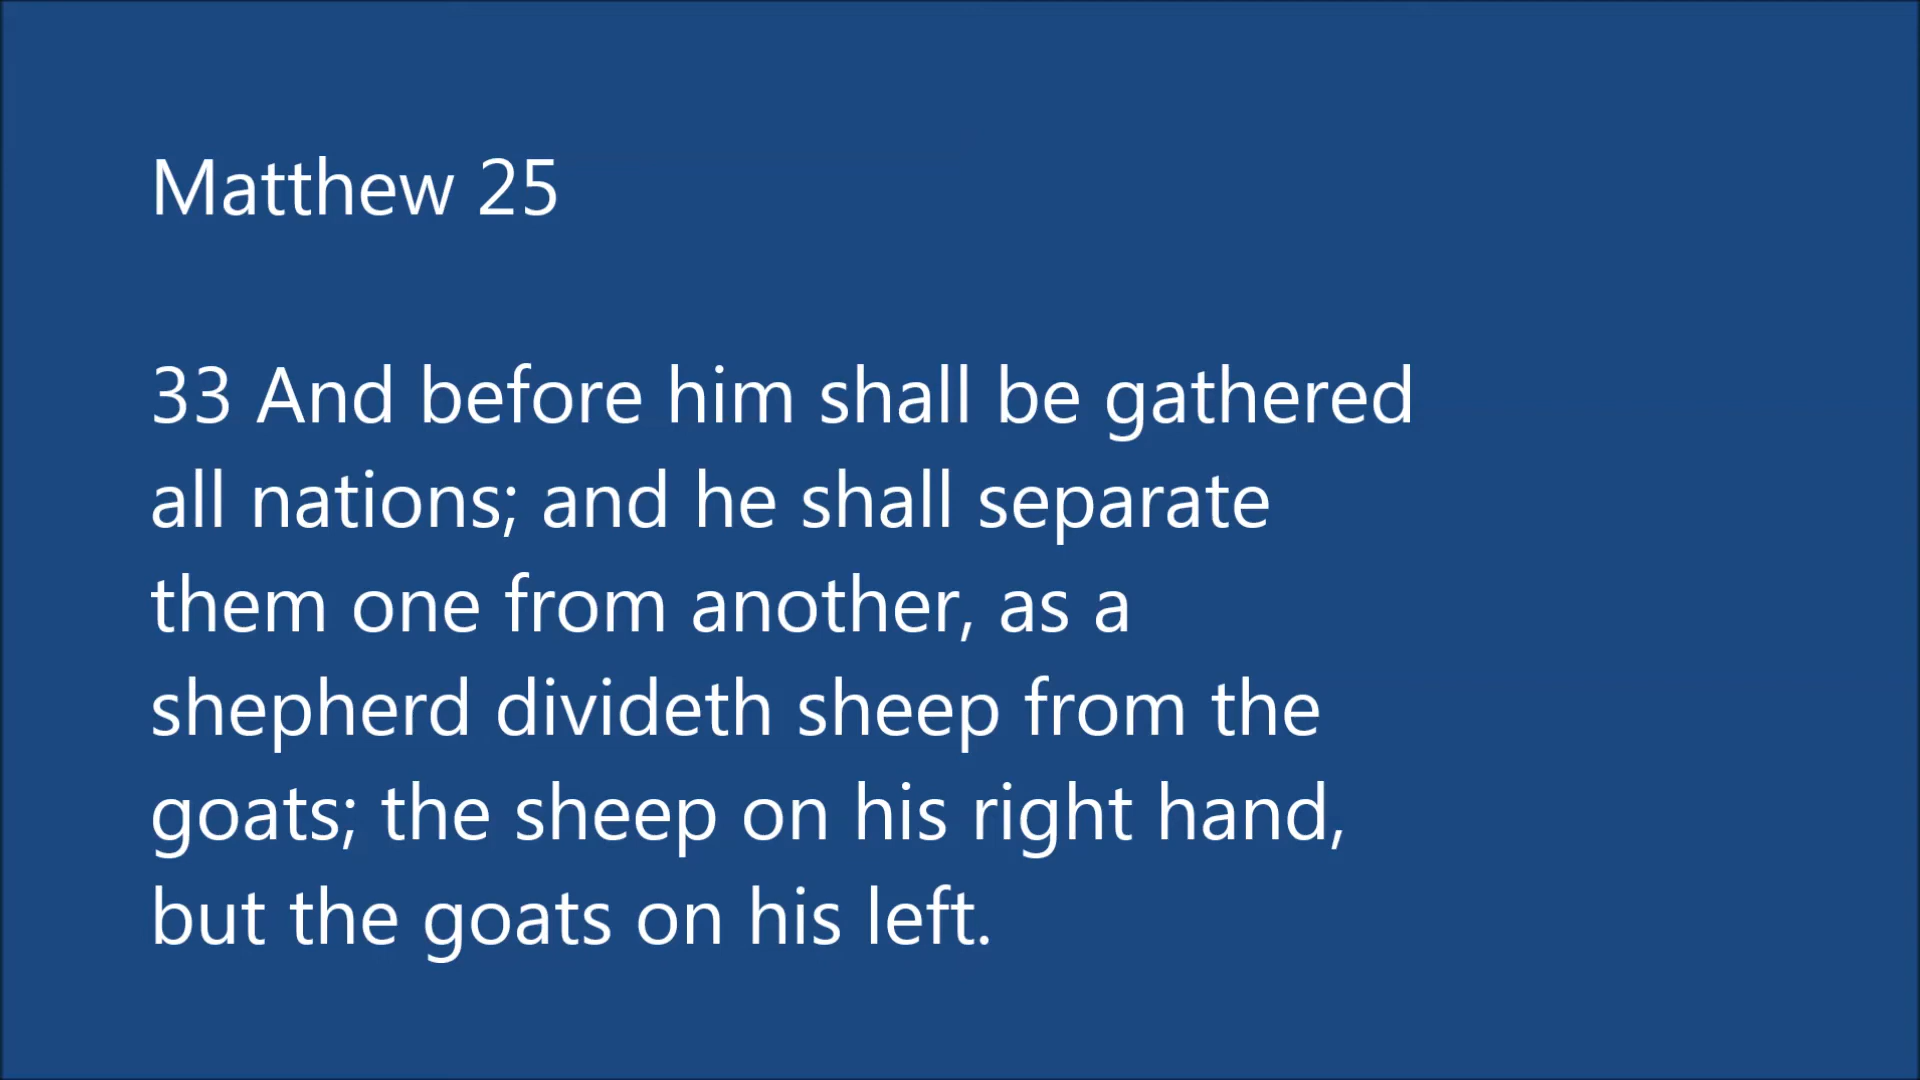 Matthew 25
33 And before him shall be gathered
all nations; and he shall separate
them one from another, as a
shepherd divideth sheep from the
goats; the sheep on his right hand,
but the goats on his left.